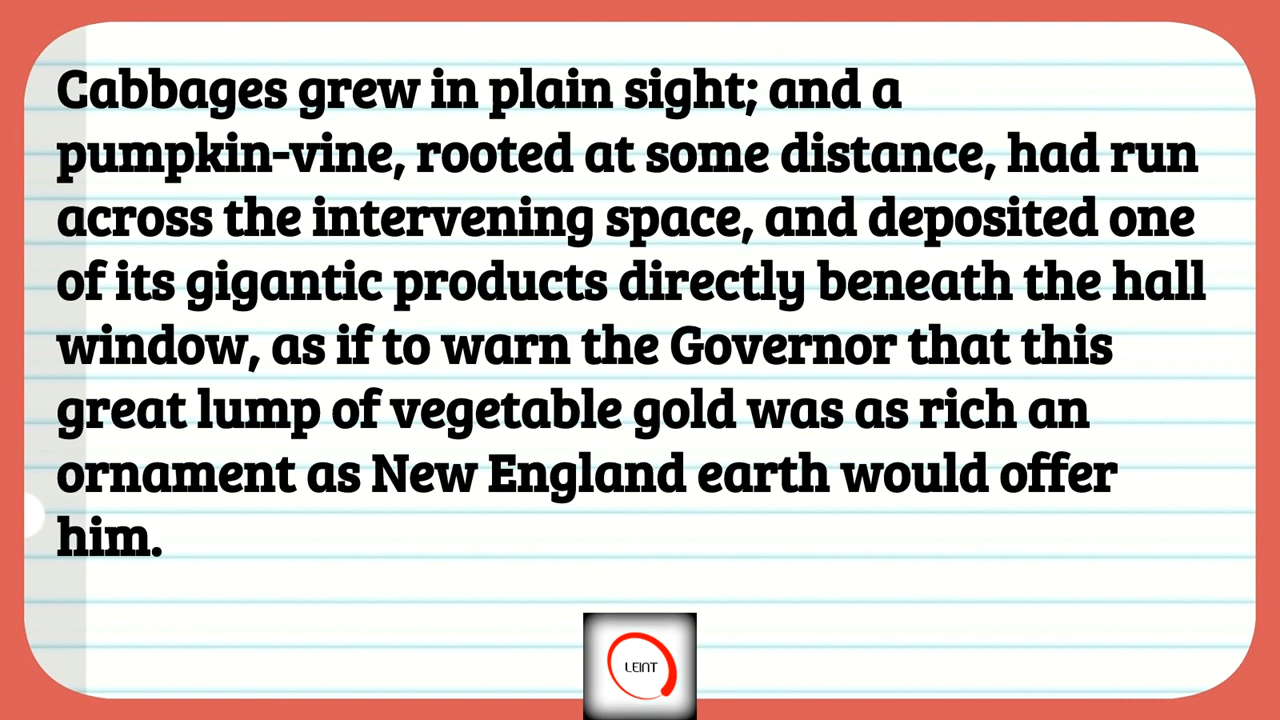 Cabbages grew in plain sight; and a
pumpkin-vine, rooted at some distance, had run
across the intervening space, and deposited one
of its gigantic products directly beneath the hall
window, as if to warn the Governor that this
great lump of vegetable gold was as rich an
ornament as New England earth would offer
him.
LEINT